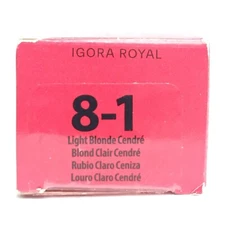 IGORA ROYAL
8-1
Light Blonde Cendré
Blond Clair Cendré
Rubio Claro Ceniza
Louro Claro Cendré